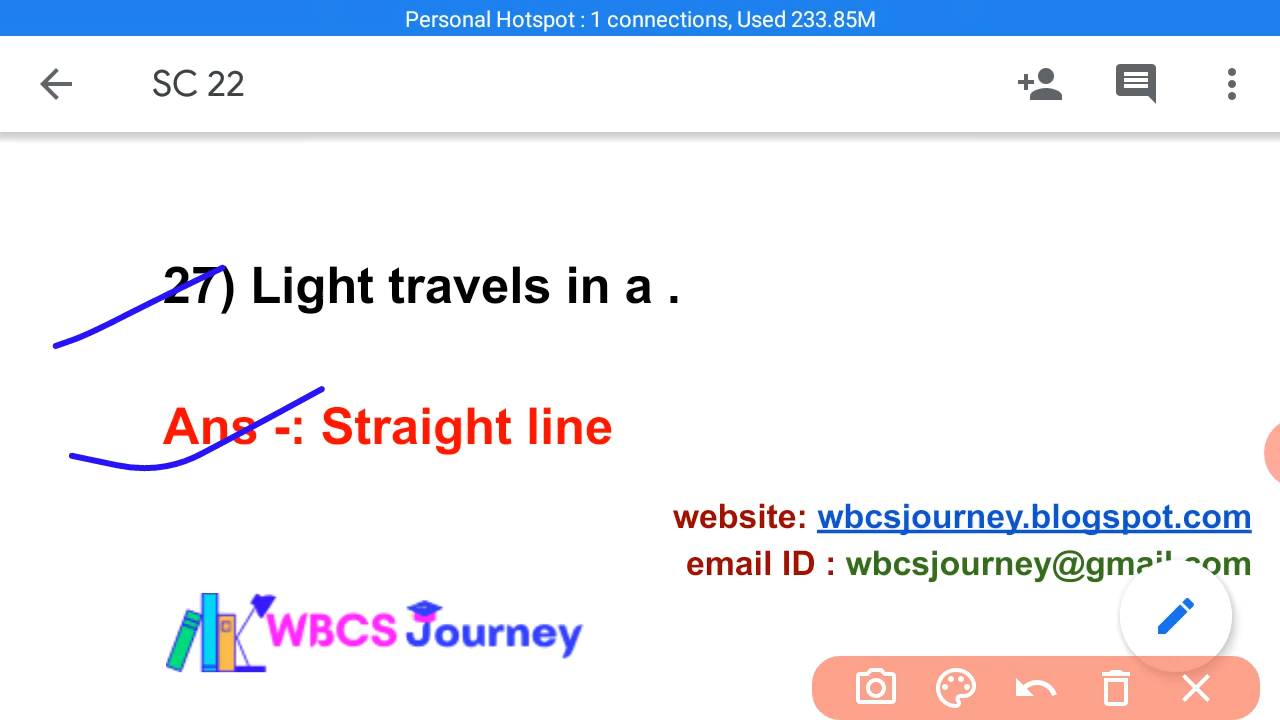 Personal Hotspot : 1 connections, Used 233.85M
SC 22
27) Light travels in a .
Ans -: Straight line
website: wbcsjourney.blogspot.com
email ID : wbcsjourney@gmail.com
WBCS Journey